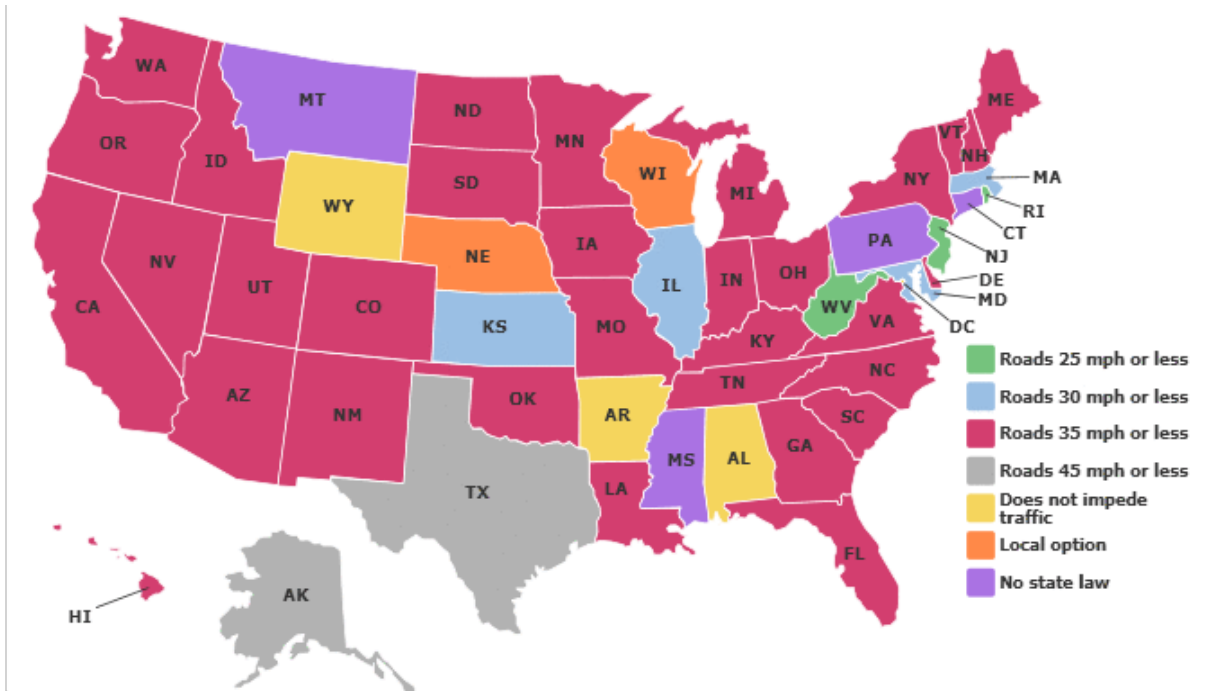 WA
MT
ND
MN
ME
VT
NH
OR
ID
SD
WI
MI
NY
MA
RI
CT
WY
IA
PA
NJ
NE
NV
UT
CO
IL
IN
OH
DE
MD
DC
CA
KS
MO
WV
VA
KY
NC
TN
AZ
NM
OK
AR
SC
MS
AL
GA
TX
LA
FL
AK
HI
Roads 25 mph or less
Roads 30 mph or less
Roads 35 mph or less
Roads 45 mph or less
Does not impede
traffic
Local option
No state law